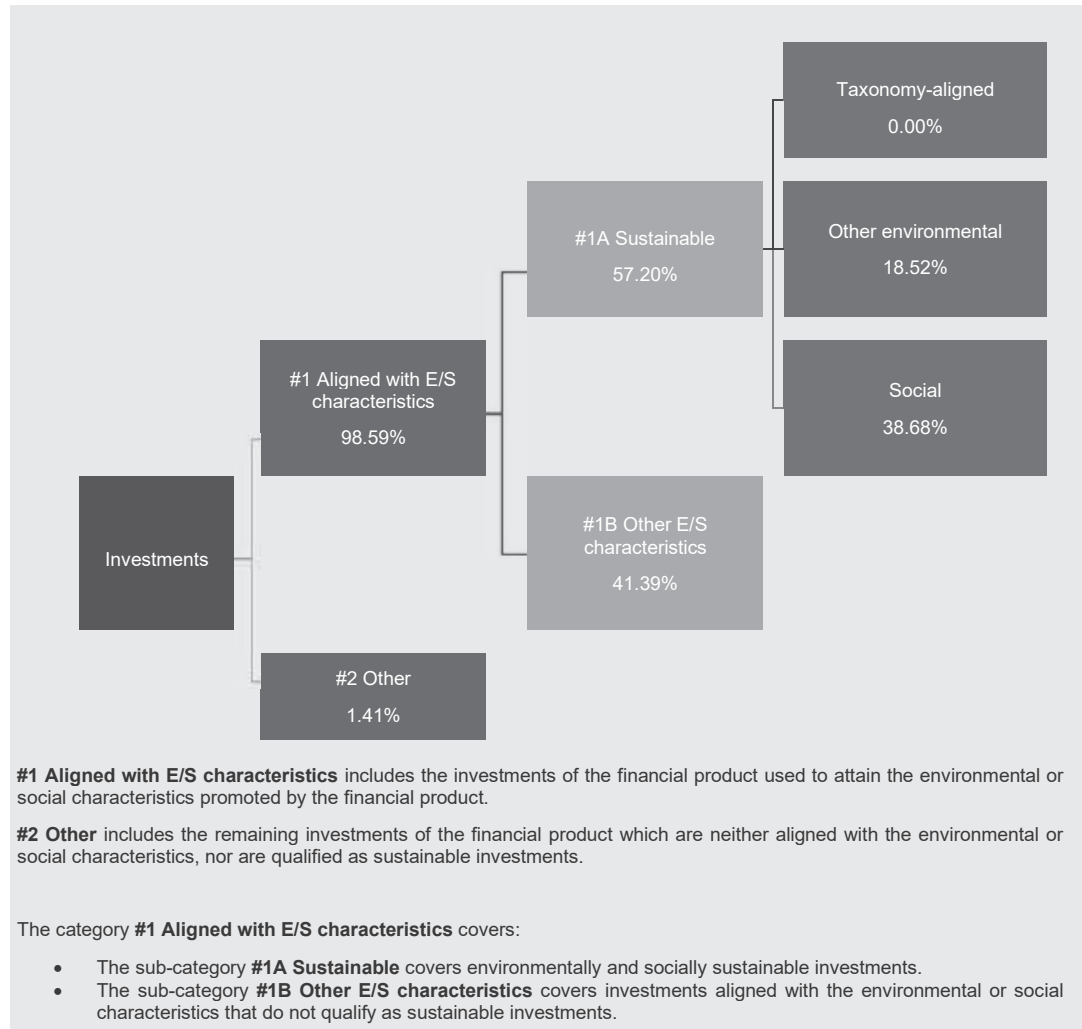 Taxonomy-aligned
0.00%
#1A Sustainable
57.20%
Other environmental
18.52%
#1 Aligned with E/S
characteristics
98.59%
Social
38.68%
Investments
#1B Other E/S
characteristics
41.39%
#2 Other
1.41%
#1 Aligned with E/S characteristics includes the investments of the financial product used to attain the environmental or
social characteristics promoted by the financial product.
#2 Other includes the remaining investments of the financial product which are neither aligned with the environmental or
social characteristics, nor are qualified as sustainable investments.
The category #1 Aligned with E/S characteristics covers:
• The sub-category #1A Sustainable covers environmentally and socially sustainable investments.
• The sub-category #1B Other E/S characteristics covers investments aligned with the environmental or social
characteristics that do not qualify as sustainable investments.